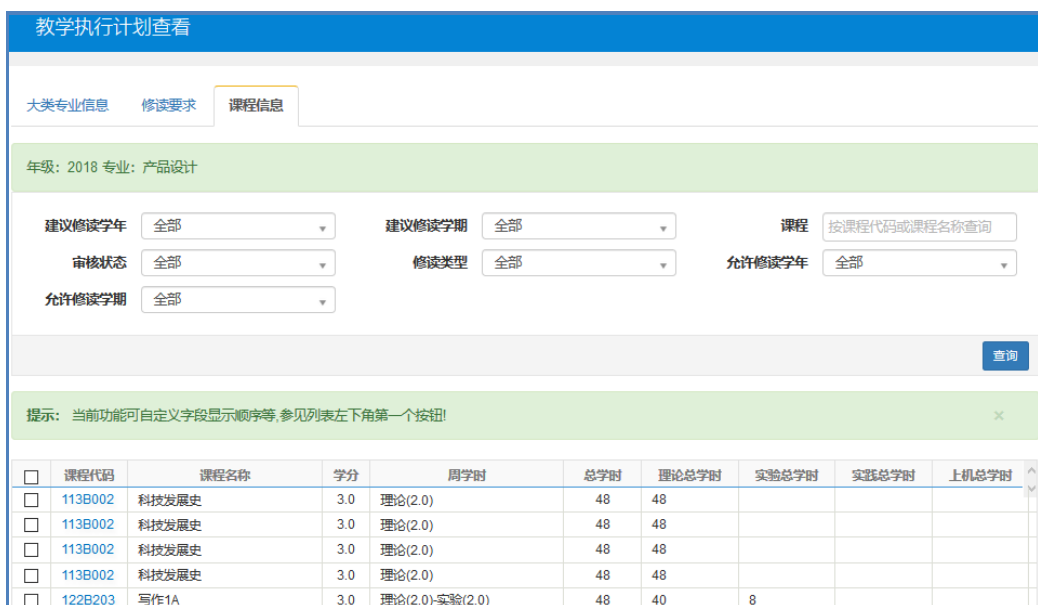 教学执行计划查看
大类专业信息 修读要求 课程信息
年级: 2018 专业: 产品设计
建议修读学年 全部 建议修读学期 全部 课程 按课程代码或课程名称查询
审核状态 全部 修读类型 全部 允许修读学年 全部
允许修读学期 全部
查询
提示: 当前功能可自定义字段显示顺序等,参见列表左下角第一个按钮! ×
课程代码 课程名称 学分 周学时 总学时 理论总学时 实验总学时 实践总学时 上机总学时
113B002 科技发展史 3.0 理论(2.0) 48 48
113B002 科技发展史 3.0 理论(2.0) 48 48
113B002 科技发展史 3.0 理论(2.0) 48 48
113B002 科技发展史 3.0 理论(2.0) 48 48
122B203 写作1A 3.0 理论(2.0)-实验(2.0) 48 40 8